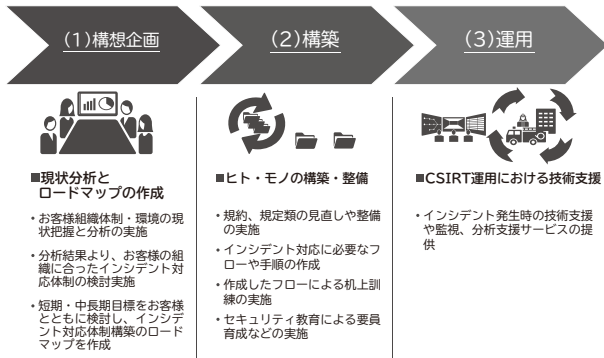 (1)構想企画
(2)構築
(3)運用
■現状分析と
ロードマップの作成
・お客様組織体制・環境の現
状把握と分析の実施
・分析結果より、お客様の組
織に合ったインシデント対
応体制の検討実施
・短期・中長期目標をお客様
とともに検討し、インシデ
ント対応体制構築のロード
マップを作成
■ヒト・モノの構築・整備
・規約、規定類の見直しや整備
の実施
・インシデント対応に必要なフ
ローや手順の作成
・作成したフローによる机上訓
練の実施
・セキュリティ教育による要員
育成などの実施
■CSIRT運用における技術支援
・インシデント発生時の技術支援
や監視、分析支援サービスの提
供